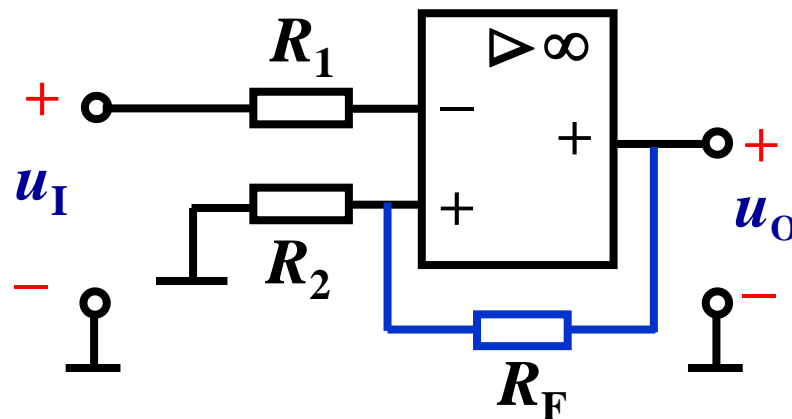 R1
▷ ∞
+
−
+
+
uI
+
+
uO
−
R2
−
RF